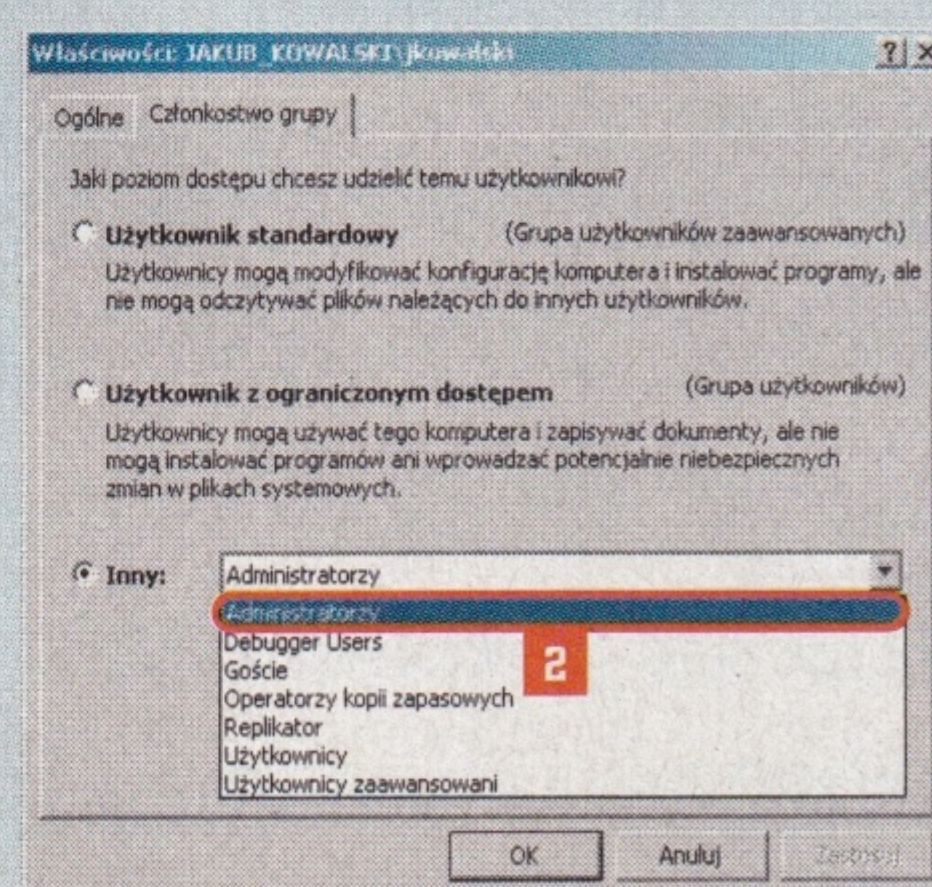 Właściwości: JAKUB_KOWALSKI\jkowalski
Ogólne Członkostwo grupy
Jaki poziom dostępu chcesz udzielić temu użytkownikowi?
Użytkownik standardowy (Grupa użytkowników zaawansowanych)
Użytkownicy mogą modyfikować konfigurację komputera i instalować programy, ale
nie mogą odczytywać plików należących do innych użytkowników.
Użytkownik z ograniczonym dostępem (Grupa użytkowników)
Użytkownicy mogą używać tego komputera i zapisywać dokumenty, ale nie
mogą instalować programów ani wprowadzać potencjalnie niebezpiecznych
zmian w plikach systemowych.
Inny: Administratorzy
Administratorzy
Debugger Users
2
Goście
Operatorzy kopii zapasowych
Replikator
Użytkownicy
Użytkownicy zaawansowani
OK Anuluj Zastosuj